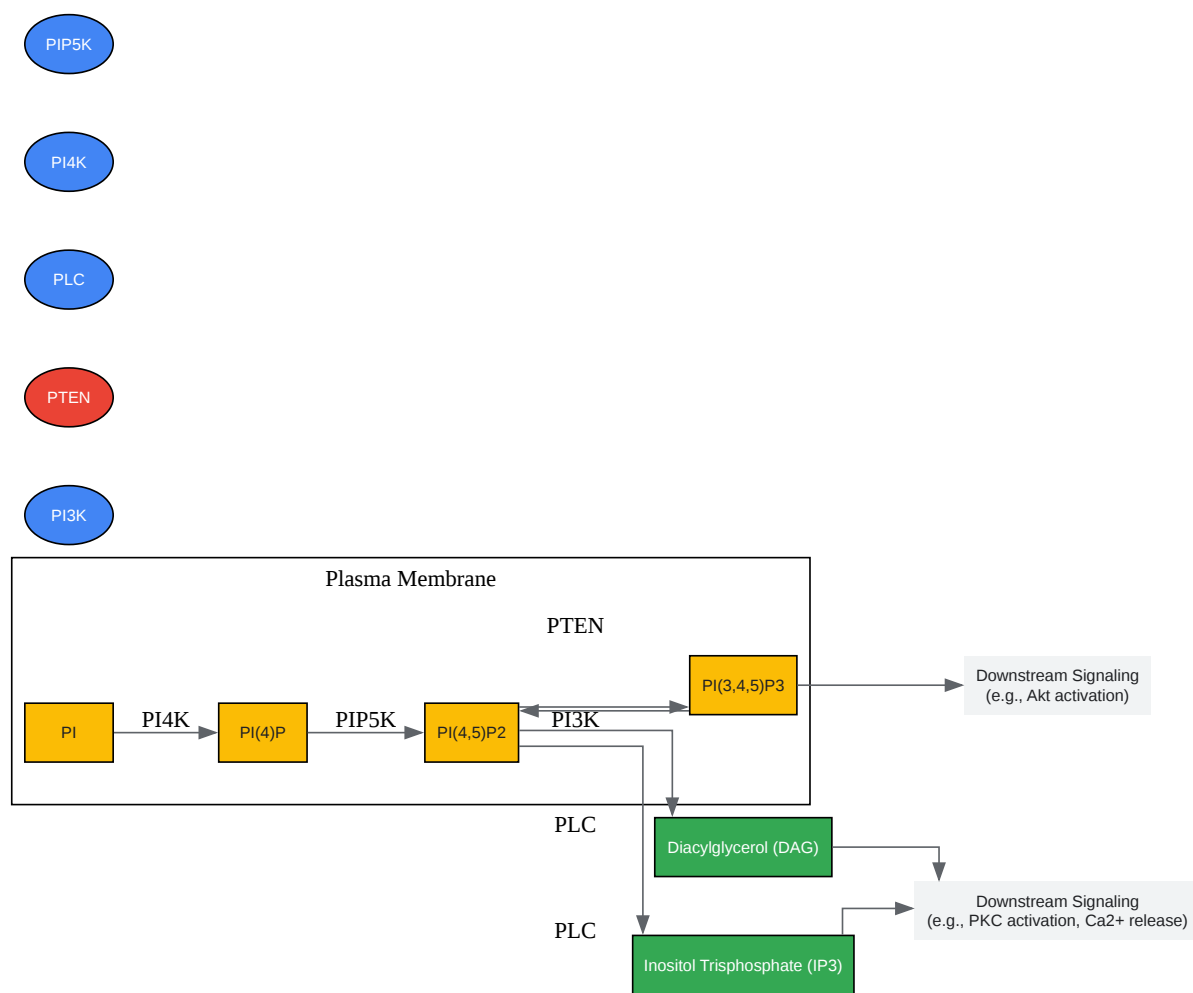 PIP5K
PI4K
PLC
PTEN
PI3K
Plasma Membrane
PTEN
PI(3,4,5)P3
Downstream Signaling
(e.g., Akt activation)
PI
PI4K
PI(4)P
PIP5K
PI(4,5)P2
PI3K
PLC
Diacylglycerol (DAG)
Downstream Signaling
(e.g., PKC activation, Ca2+ release)
PLC
Inositol Trisphosphate (IP3)